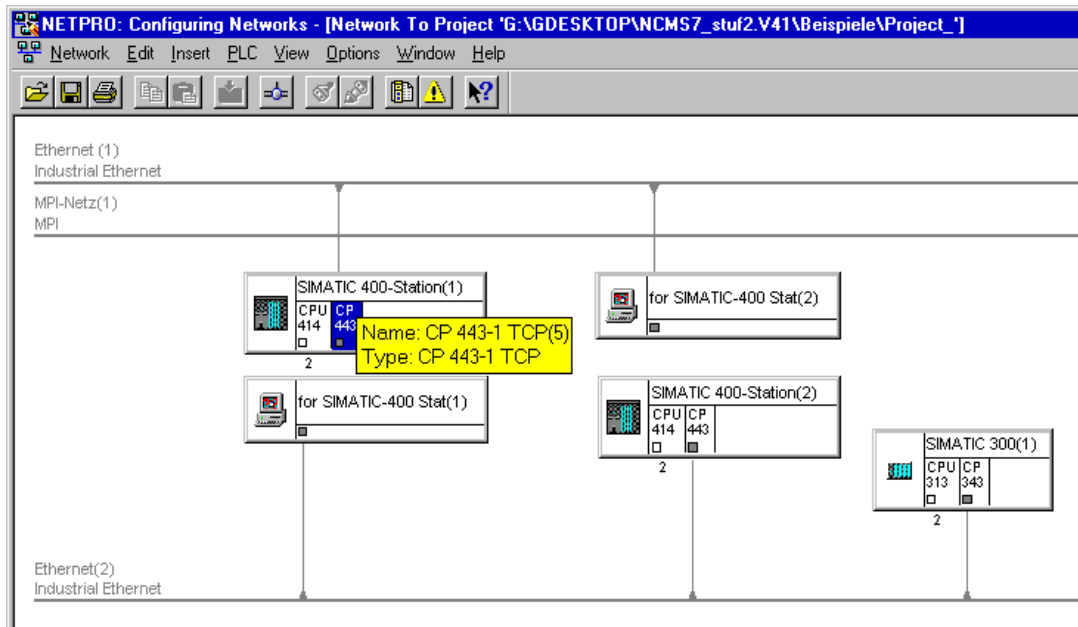 NETPRO: Configuring Networks - [Network To Project 'G:\GDESKTOP\NCMS7_stuf2.V41\Beispiele\Project_']
Network Edit Insert PLC View Options Window Help
Ethernet (1)
Industrial Ethernet
MPI-Netz(1)
MPI
SIMATIC 400-Station(1)
CPU CP
414 443
2
Name: CP 443-1 TCP(5)
Type: CP 443-1 TCP
for SIMATIC-400 Stat(2)
for SIMATIC-400 Stat(1)
SIMATIC 400-Station(2)
CPU CP
414 443
2
SIMATIC 300(1)
CPU CP
313 343
2
Ethernet(2)
Industrial Ethernet